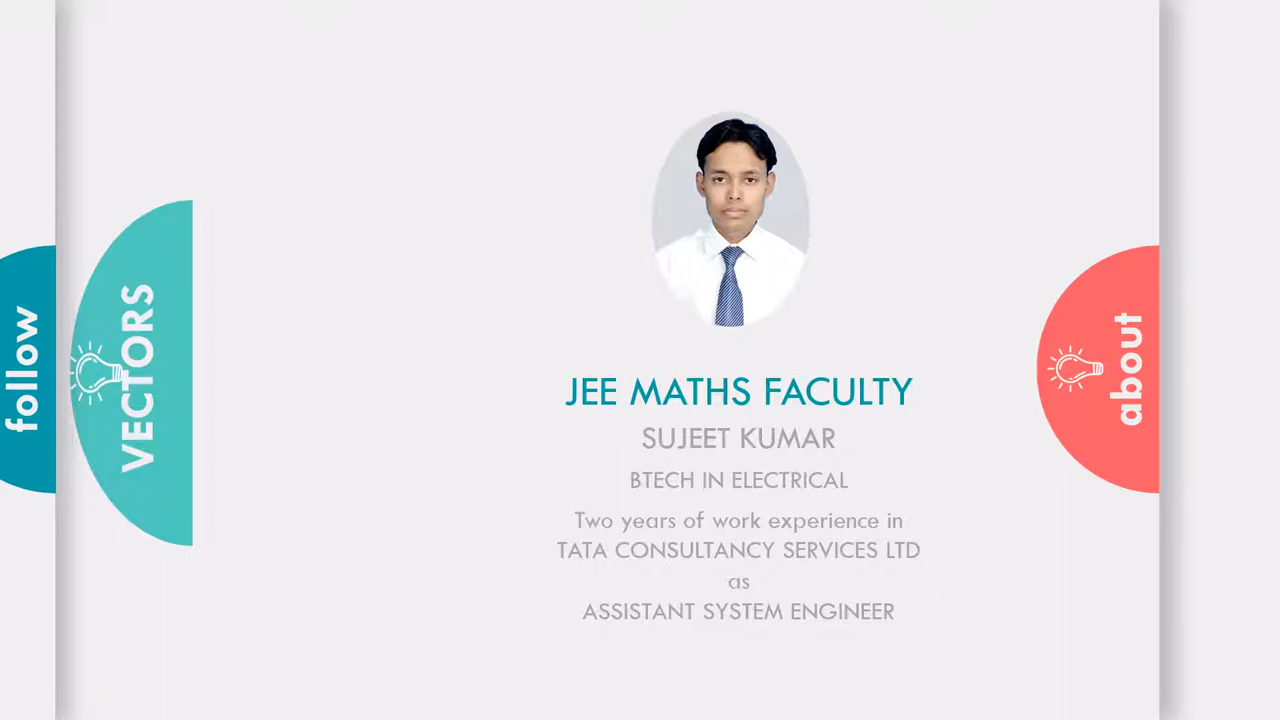 follow
VECTORS
JEE MATHS FACULTY
SUJEET KUMAR
BTECH IN ELECTRICAL
Two years of work experience in
TATA CONSULTANCY SERVICES LTD
as
ASSISTANT SYSTEM ENGINEER
about